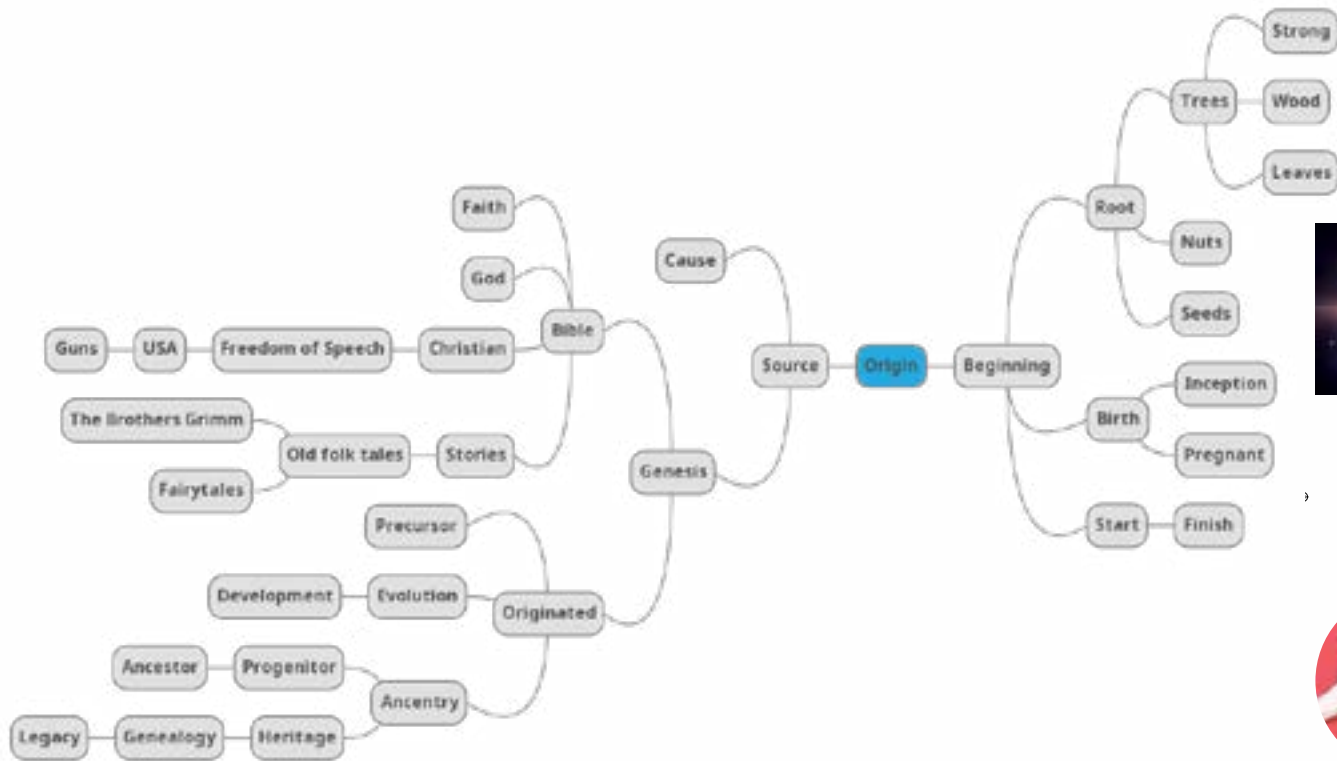 Strong
Trees
Wood
Leaves
Faith
Root
Nuts
Cause
God
Seeds
Bible
Guns
USA
Freedom of Speech
Christian
Source
Origin
Beginning
Inception
The Brothers Grimm
Birth
Old folk tales
Stories
Pregnant
Genesis
Fairytales
Precursor
Start
Finish
Development
Evolution
Originated
Ancestor
Progenitor
Ancentry
Legacy
Genealogy
Heritage